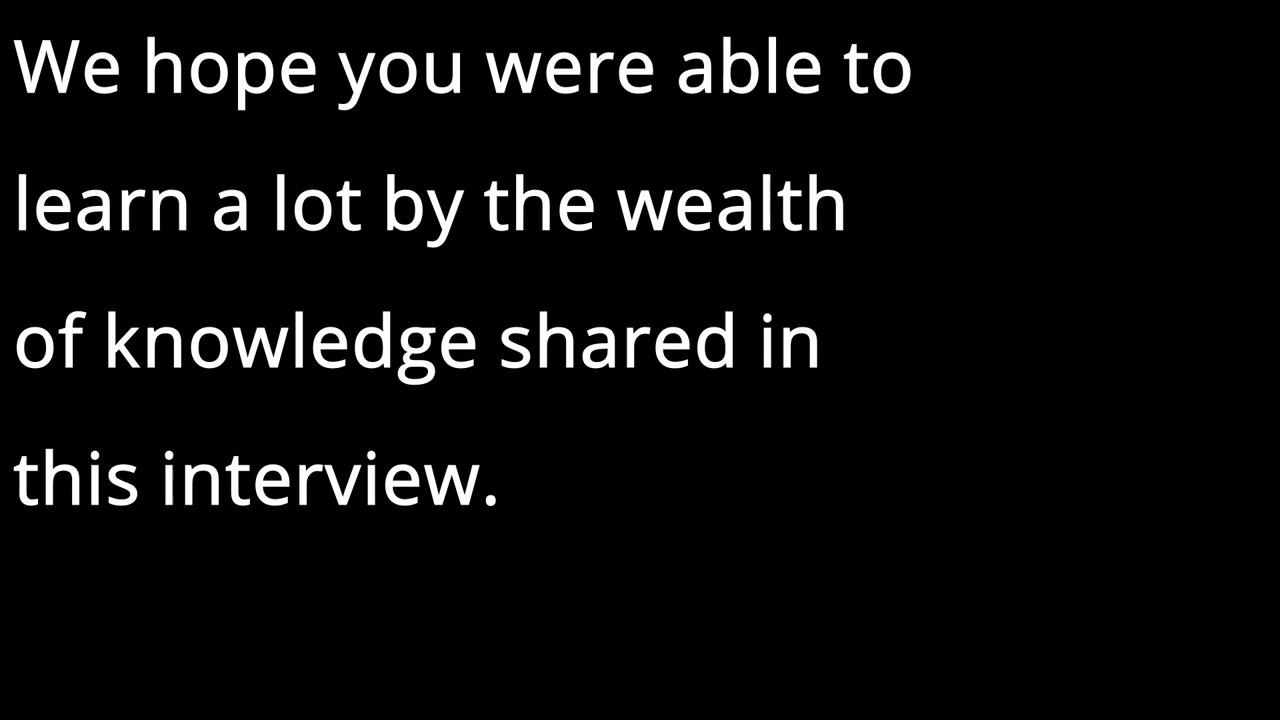 We hope you were able to
learn a lot by the wealth
of knowledge shared in
this interview.